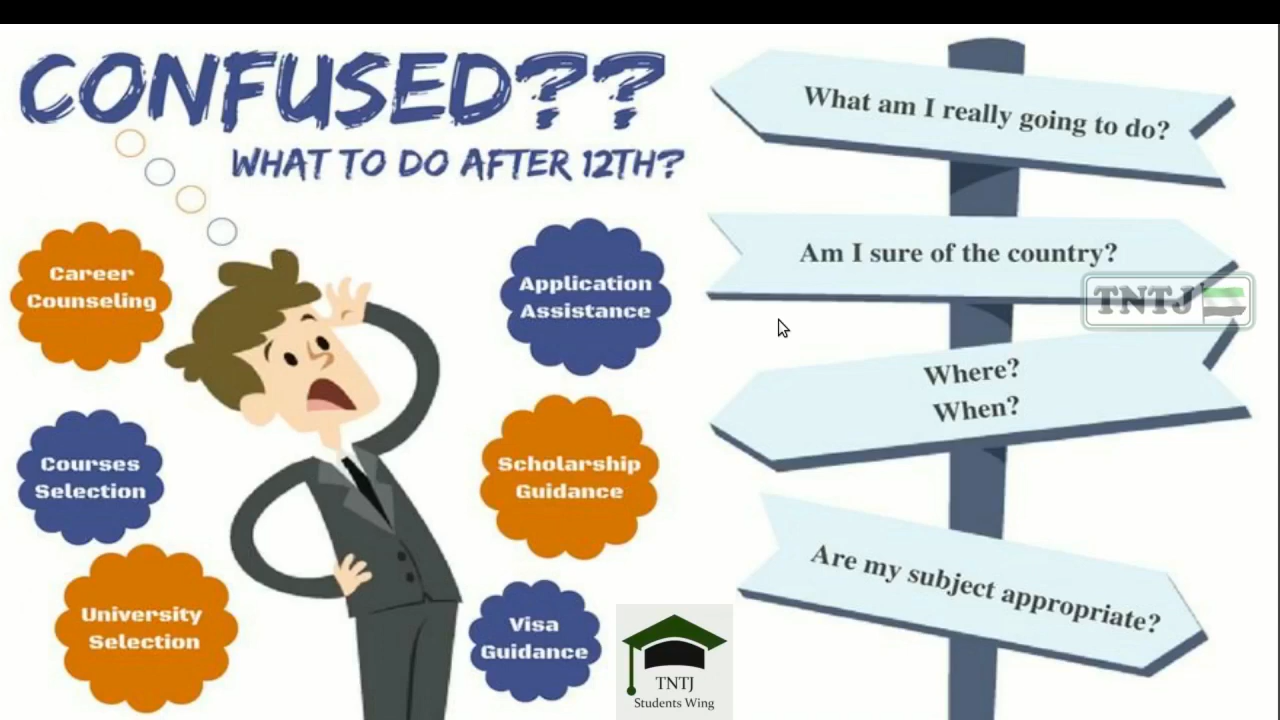 CONFUSED??
WHAT TO DO AFTER 12TH?
Career
Counseling
Application
Assistance
Courses
Selection
Scholarship
Guidance
University
Selection
Visa
Guidance
TNTJ
Students Wing
What am I really going to do?
Am I sure of the country?
TNTJ
Where?
When?
Are my subject appropriate?